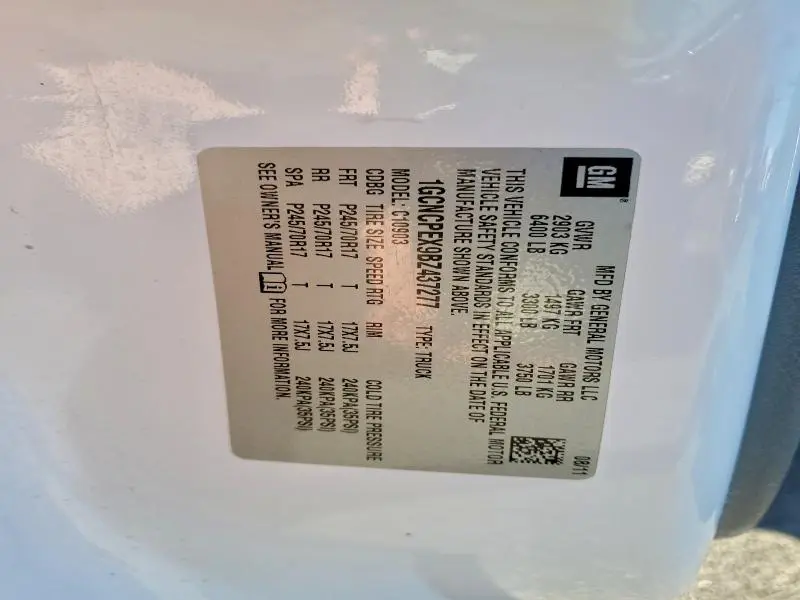 GM®
MFD BY GENERAL MOTORS LLC 08/11
GVWR GAWR FRT GAWR RR
2903 KG 1497 KG 1701 KG
6400 LB 3300 LB 3750 LB
THIS VEHICLE CONFORMS TO ALL APPLICABLE U.S. FEDERAL MOTOR
VEHICLE SAFETY STANDARDS IN EFFECT ON THE DATE OF
MANUFACTURE SHOWN ABOVE.
1GCNCPEX9BZ437277 TYPE: TRUCK
MODEL: C10903
CDBG TIRE SIZE SPEED RTG RIM COLD TIRE PRESSURE
FRT P245/70R17 T 17X7.5J 240KPA(35PSI)
RR P245/70R17 T 17X7.5J 240KPA(35PSI)
SPA P245/70R17 T 17X7.5J 240KPA(35PSI)
SEE OWNER'S MANUAL FOR MORE INFORMATION.